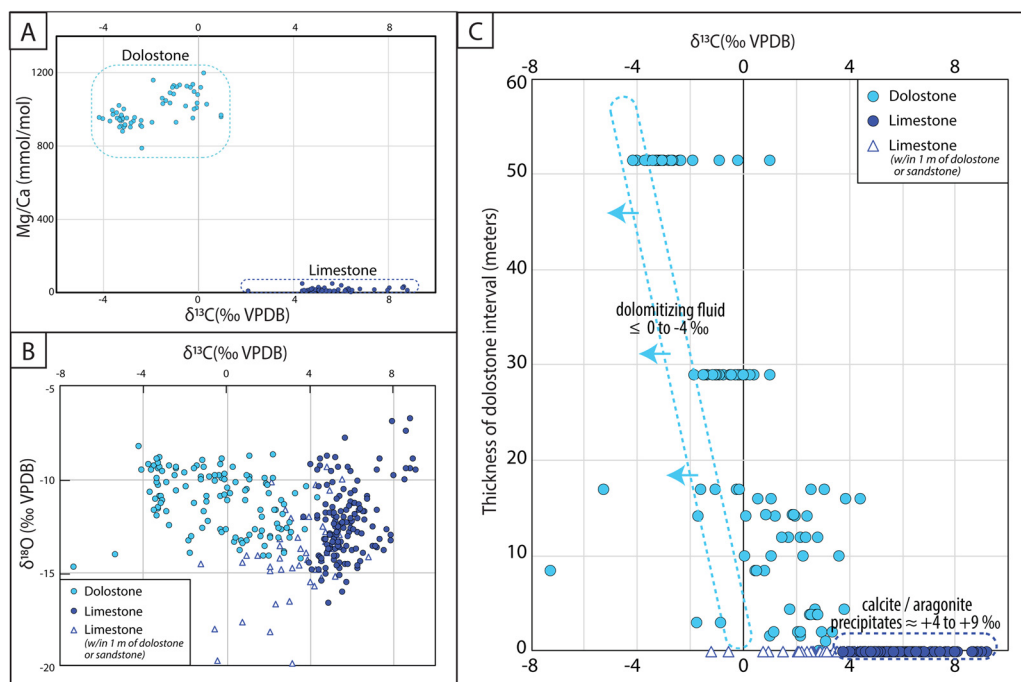 A
-4
0
4
8
Dolostone
1200
800
400
0
Mg/Ca (mmol/mol)
Limestone
-4
0
4
8
δ¹³C(‰ VPDB)
B
δ¹³C(‰ VPDB)
-8
-4
0
4
8
-5
-10
-15
-20
δ¹⁸O (‰ VPDB)
Dolostone
Limestone
Limestone
(w/in 1 m of dolostone
or sandstone)
C
δ¹³C(‰ VPDB)
-8
-4
0
4
8
60
50
40
30
20
10
0
Thickness of dolostone interval (meters)
Dolostone
Limestone
Limestone
(w/in 1 m of dolostone
or sandstone)
dolomitizing fluid
≤ 0 to -4 ‰
calcite / aragonite
precipitates ≈ +4 to +9 ‰
-8
-4
0
4
8